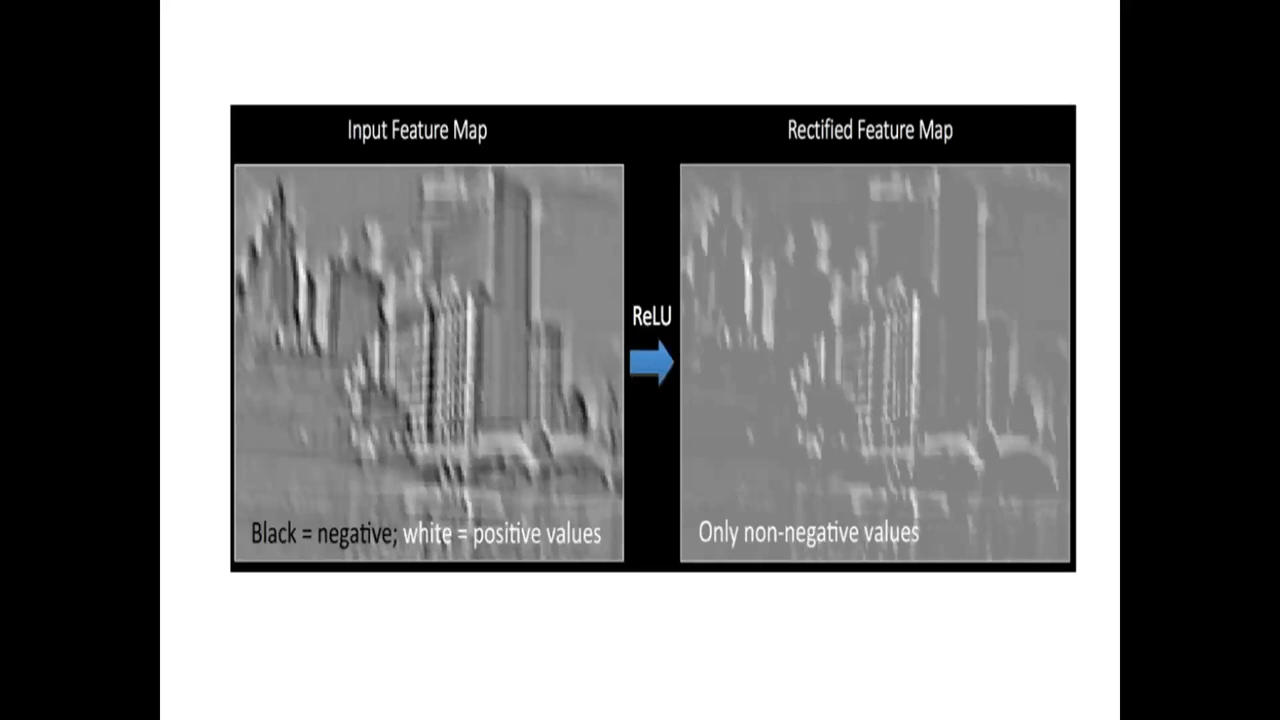 Input Feature Map
Rectified Feature Map
ReLU
Black = negative; white = positive values
Only non-negative values